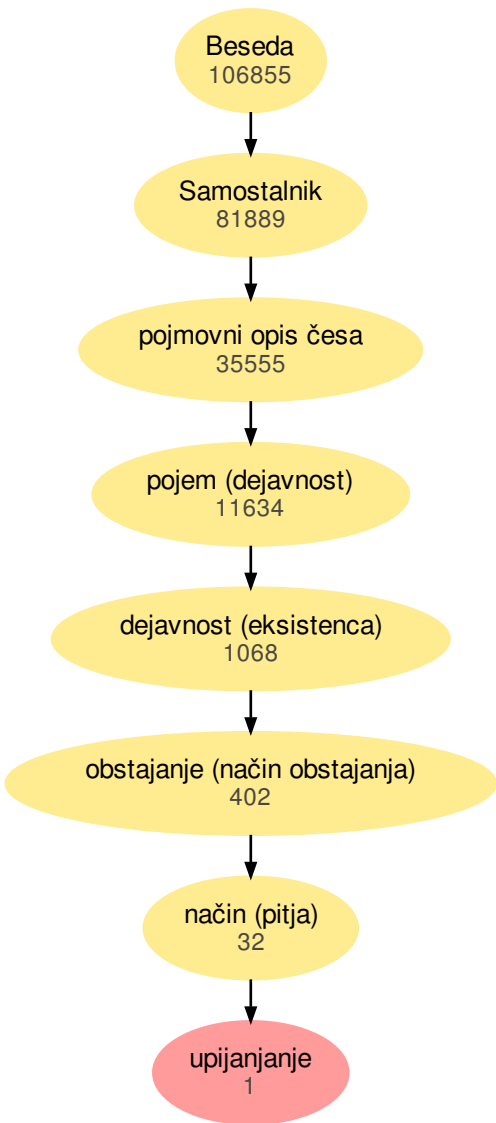 Beseda
106855
Samostalnik
81889
pojmovni opis česa
35555
pojem (dejavnost)
11634
dejavnost (eksistenca)
1068
obstajanje (način obstajanja)
402
način (pitja)
32
upijanjanje
1